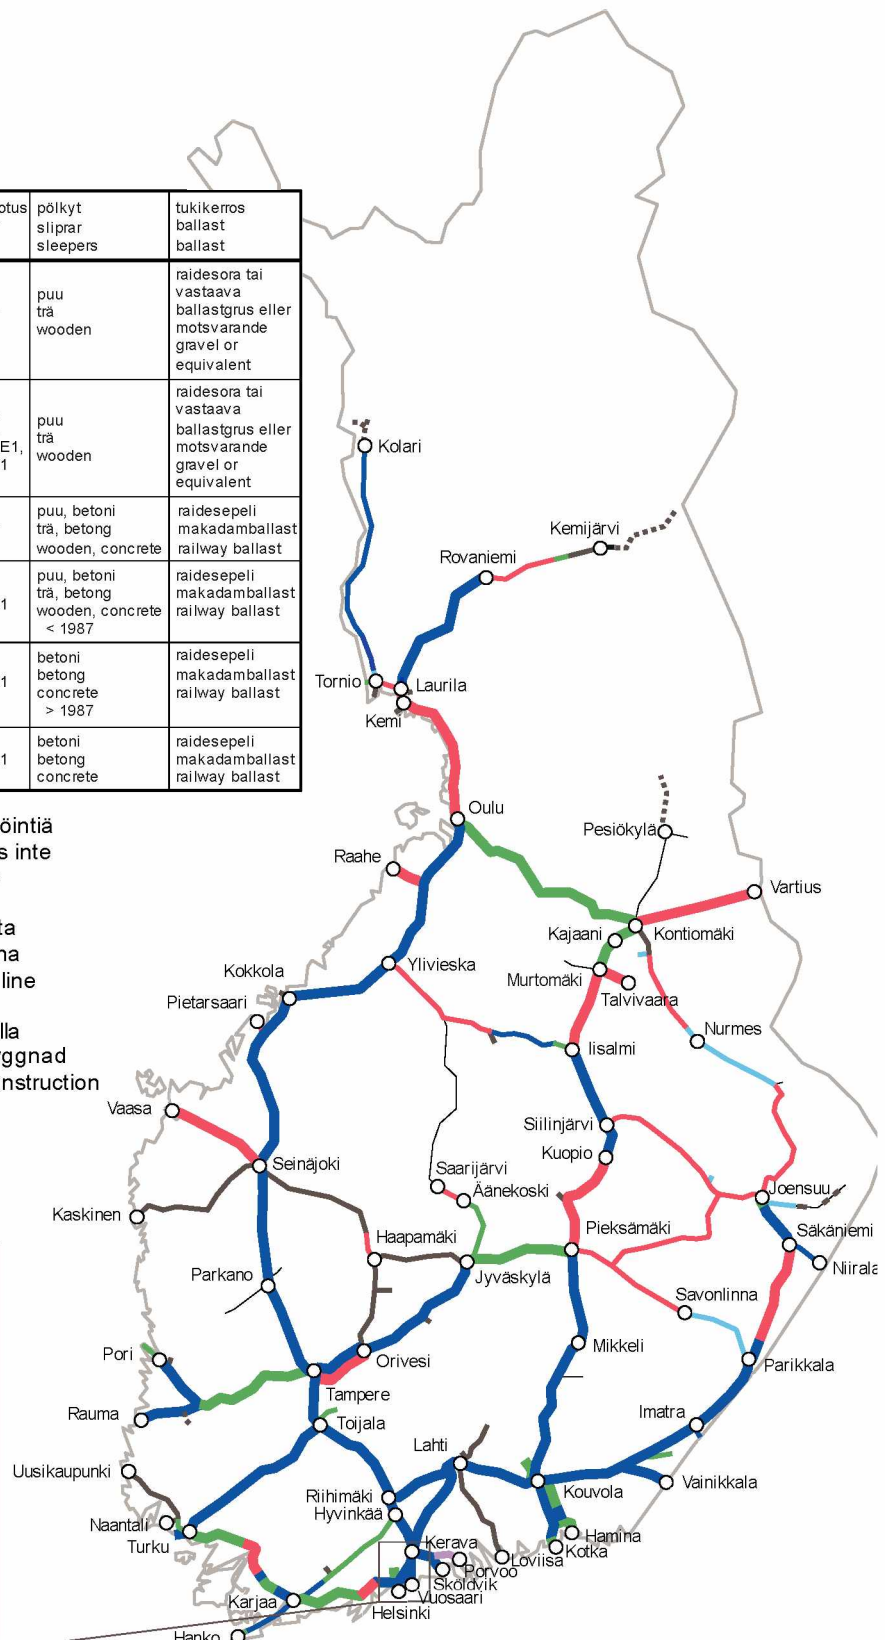 otus pölkyt tukikerros
sliprar ballast
sleepers ballast
raidesora tai
puu vastaava
trä ballastgrus eller
wooden motsvarande
gravel or
equivalent
raidesora tai
vastaava
puu ballastgrus eller
trä motsvarande
E1, wooden gravel or
1 equivalent
puu, betoni raidesepeli
trä, betong makadamballast
wooden, concrete railway ballast
puu, betoni raidesepeli
trä, betong makadamballast
1 wooden, concrete railway ballast
< 1987
betoni raidesepeli
1 betong makadamballast
concrete railway ballast
> 1987
betoni raidesepeli
1 betong makadamballast
concrete railway ballast
öintiä
s inte
ta
na
line
lla
yggnad
nstruction
Kolari
Kemijärvi
Rovaniemi
Tornio
Laurila
Kemi
Oulu
Pesiökylä
Raahe
Vartius
Kajaani
Kontiomäki
Ylivieska
Kokkola
Murtomäki
Talvivaara
Pietarsaari
Nurmes
Iisalmi
Vaasa
Siilinjärvi
Kuopio
Seinäjoki
Saarijärvi
Äänekoski
Joensuu
Kaskinen
Haapamäki
Pieksämäki
Säkäniemi
Niirala
Parkano
Jyväskylä
Savonlinna
Mikkeli
Pori
Orivesi
Parikkala
Tampere
Rauma
Toijala
Imatra
Lahti
Uusikaupunki
Vainikkala
Riihimäki
Kouvola
Hyvinkää
Naantali
Turku
Hamina
Kerava
Kotka
Loviisa
Porvoo
Sköldvik
Vuosaari
Karjaa
Helsinki
Hanko